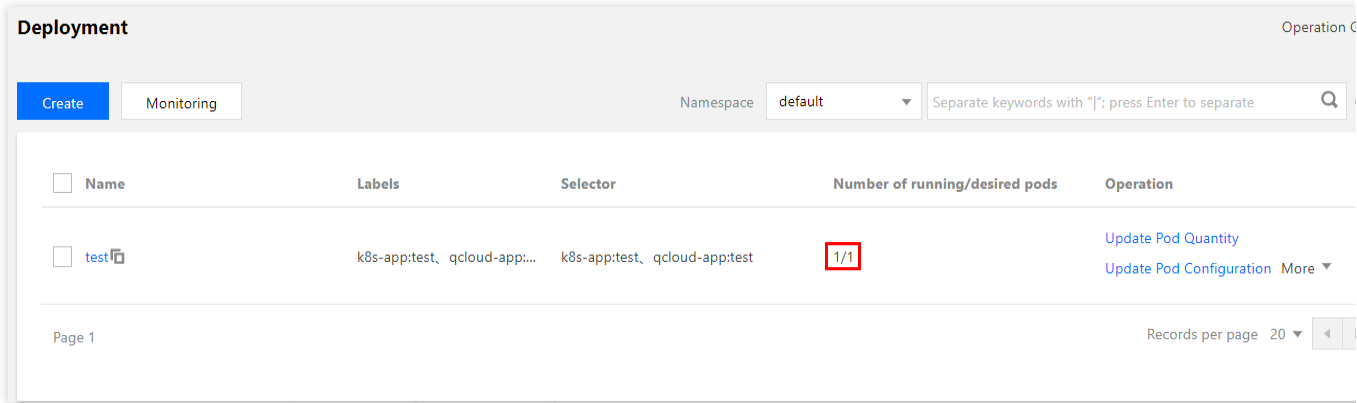 Deployment
Operation G
Create Monitoring Namespace default Separate keywords with "|"; press Enter to separate
Name Labels Selector Number of running/desired pods Operation
test k8s-app:test、qcloud-app:... k8s-app:test、qcloud-app:test 1/1 Update Pod Quantity
Update Pod Configuration More
Page 1 Records per page 20